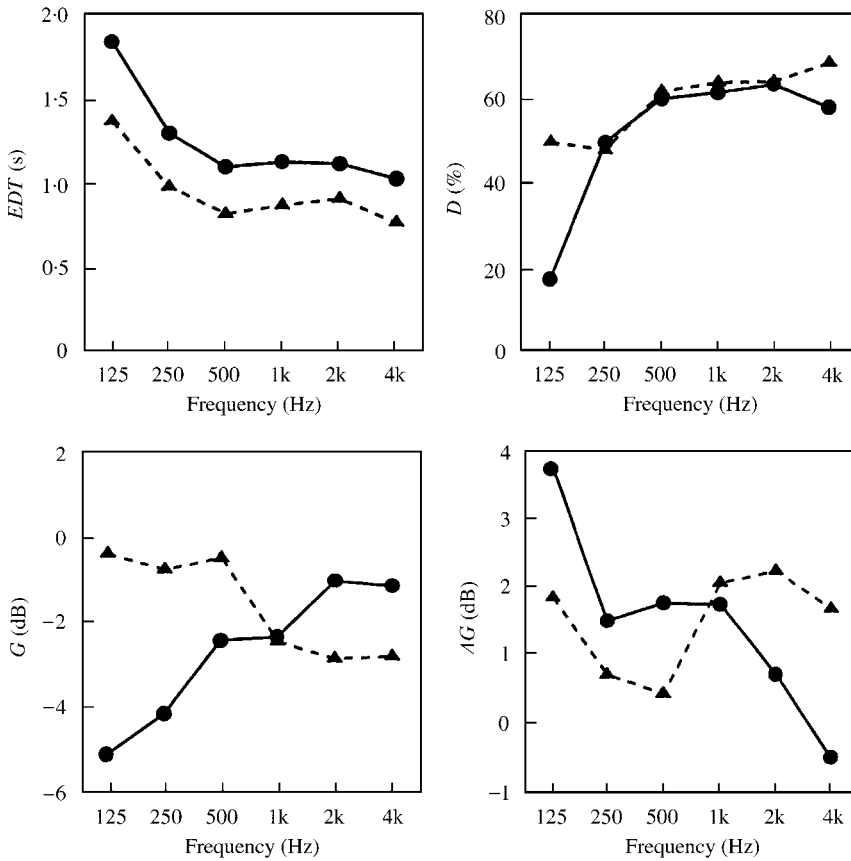 2·0
1·5
1·0
0·5
0
EDT (s)
125 250 500 1k 2k 4k
Frequency (Hz)
80
60
40
20
0
D (%)
125 250 500 1k 2k 4k
Frequency (Hz)
2
0
−2
−4
−6
G (dB)
125 250 500 1k 2k 4k
Frequency (Hz)
4
3
2
1
0
−1
ΛG (dB)
125 250 500 1k 2k 4k
Frequency (Hz)